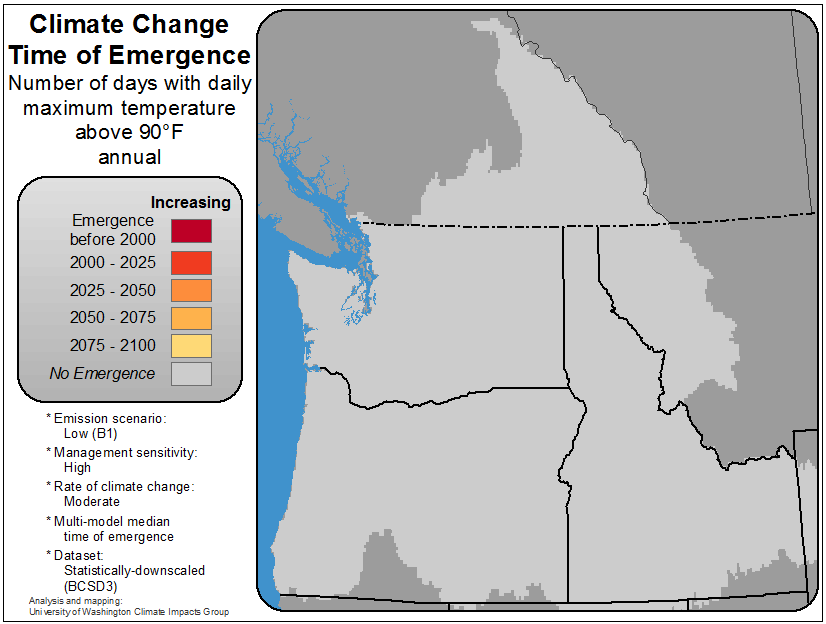 Climate Change
Time of Emergence
Number of days with daily
maximum temperature
above 90°F
annual
Increasing
Emergence
before 2000
2000 - 2025
2025 - 2050
2050 - 2075
2075 - 2100
No Emergence
* Emission scenario:
Low (B1)
* Management sensitivity:
High
* Rate of climate change:
Moderate
* Multi-model median
time of emergence
* Dataset:
Statistically-downscaled
(BCSD3)
Analysis and mapping:
University of Washington Climate Impacts Group